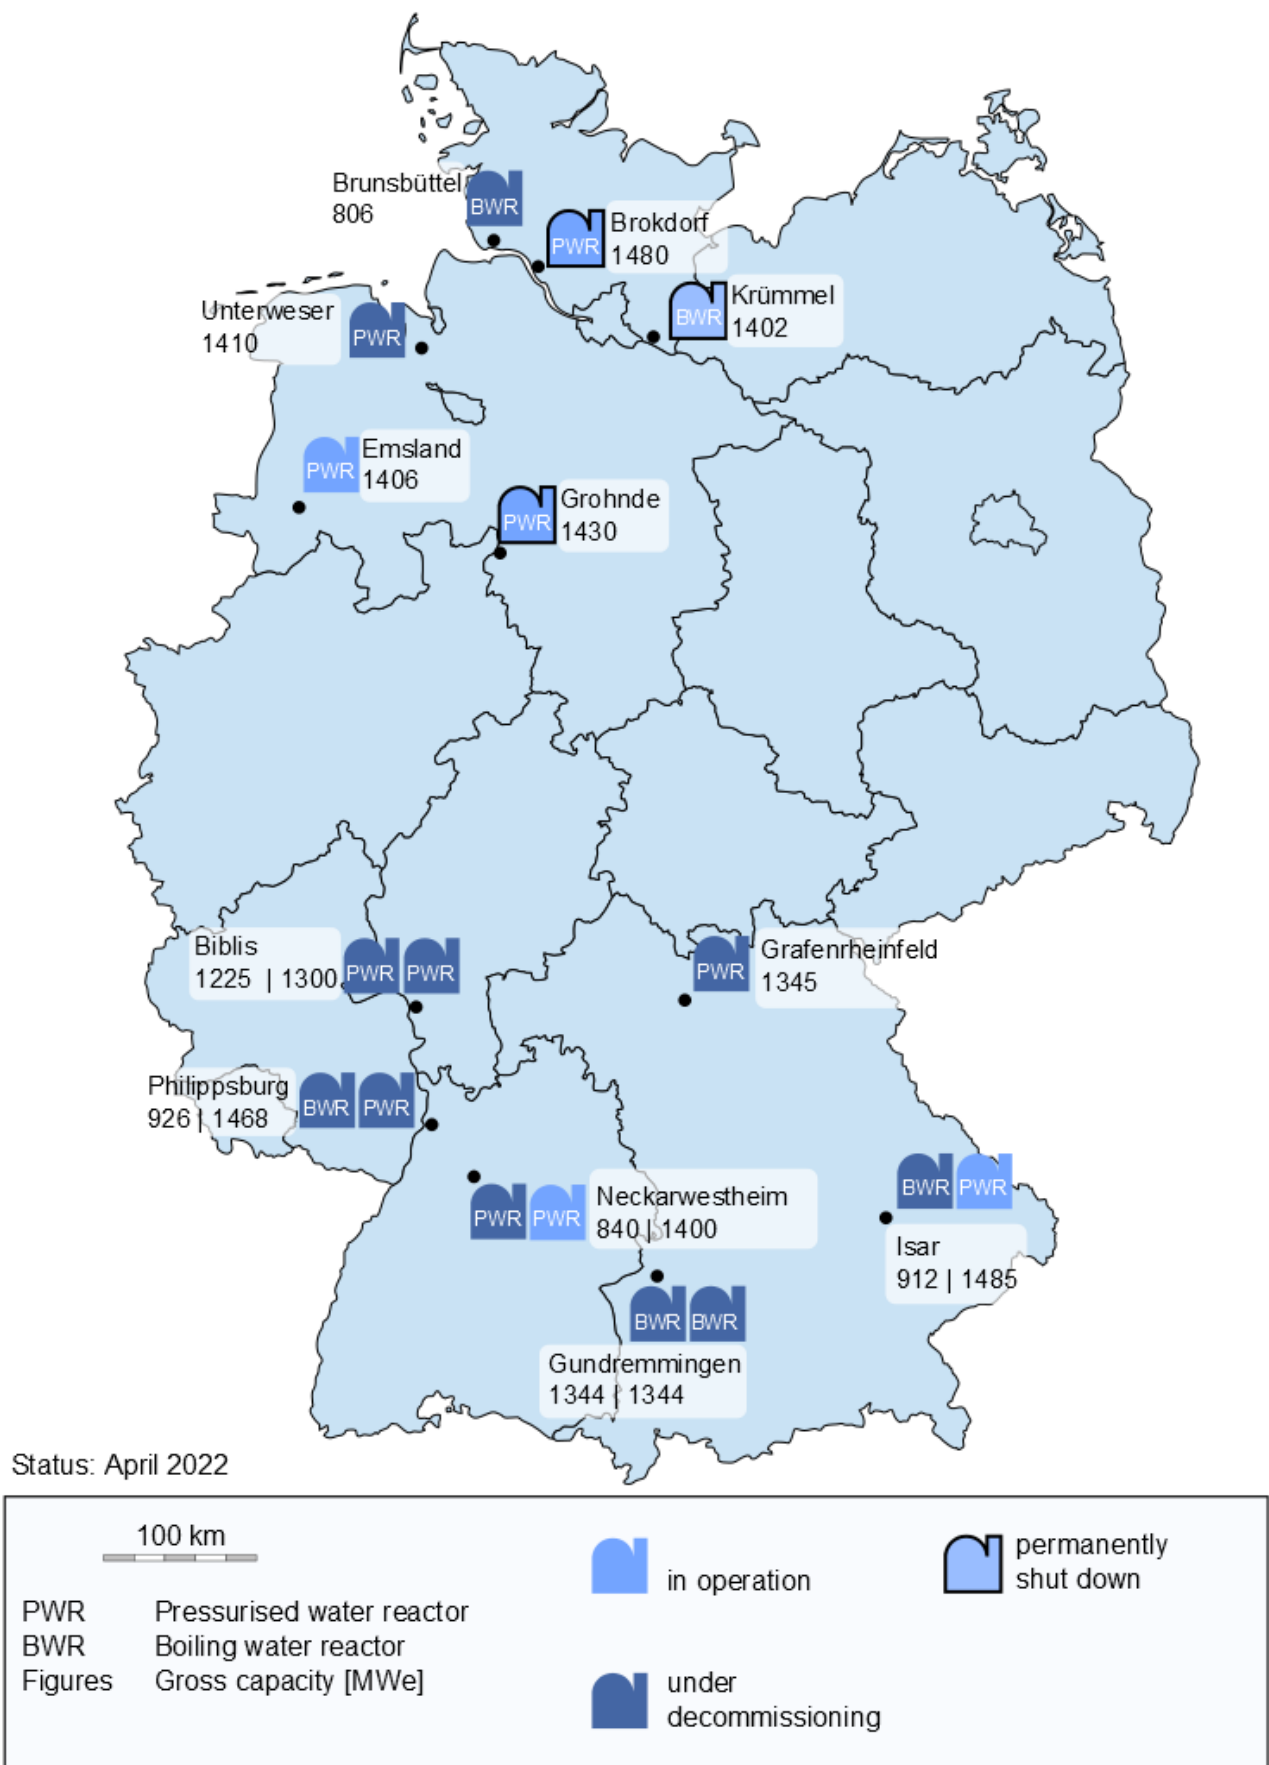 Brunsbüttel
806
BWR
PWR
Brokdorf
1480
BWR
Krümmel
1402
Unterweser
1410
PWR
PWR
Emsland
1406
PWR
Grohnde
1430
Biblis
1225 | 1300
PWR
PWR
PWR
Grafenrheinfeld
1345
Philippsburg
926 | 1468
BWR
PWR
PWR
PWR
Neckarwestheim
840 | 1400
BWR
PWR
Isar
912 | 1485
BWR
BWR
Gundremmingen
1344 | 1344
Status: April 2022
100 km
in operation
permanently
shut down
PWR Pressurised water reactor
BWR Boiling water reactor
Figures Gross capacity [MWe]
under
decommissioning